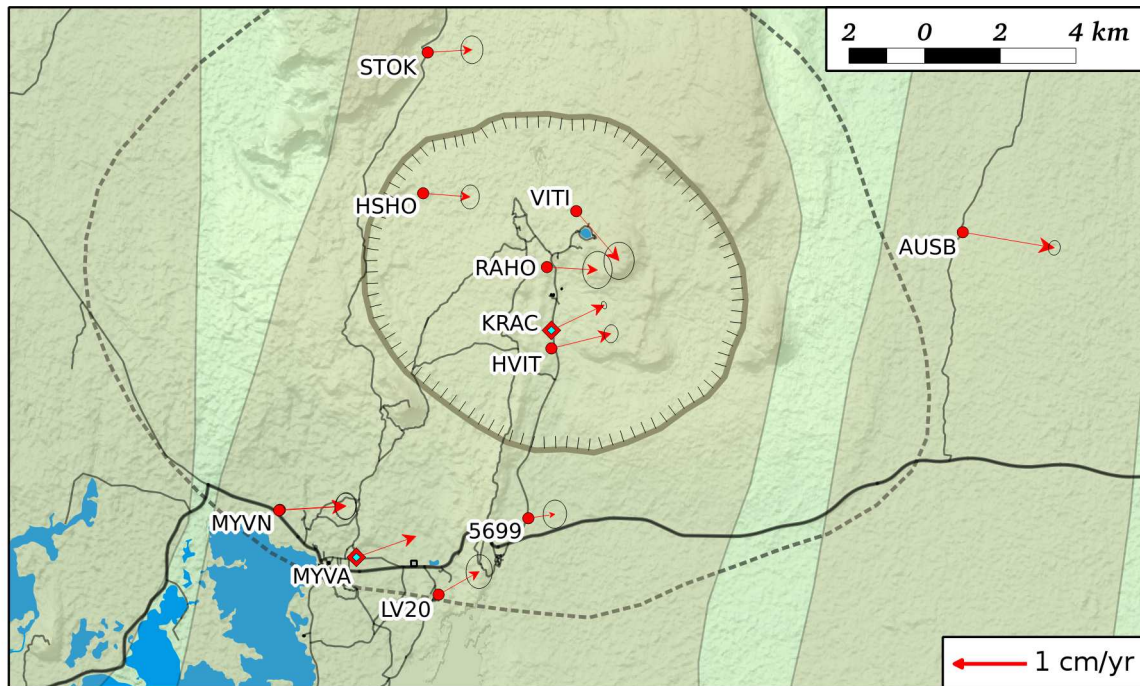 2 0 2 4 km
STOK
HSHO
VITI
AUSB
RAHO
KRAC
HVIT
MYVN
5699
MYVA
LV20
1 cm/yr